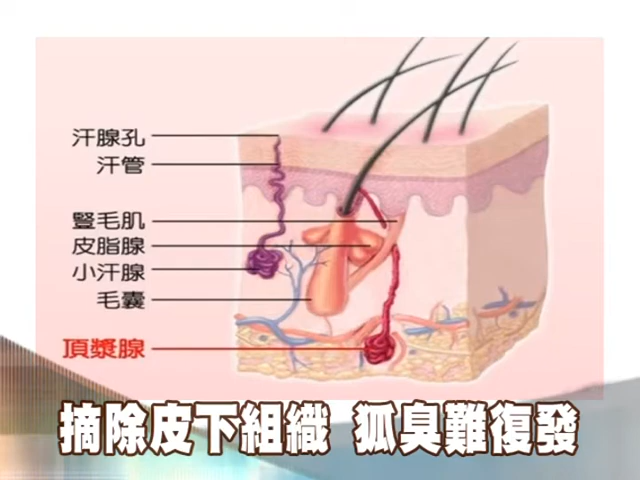 汗腺孔
汗管
豎毛肌
皮脂腺
小汗腺
毛囊
頂漿腺
摘除皮下組織 狐臭難復發